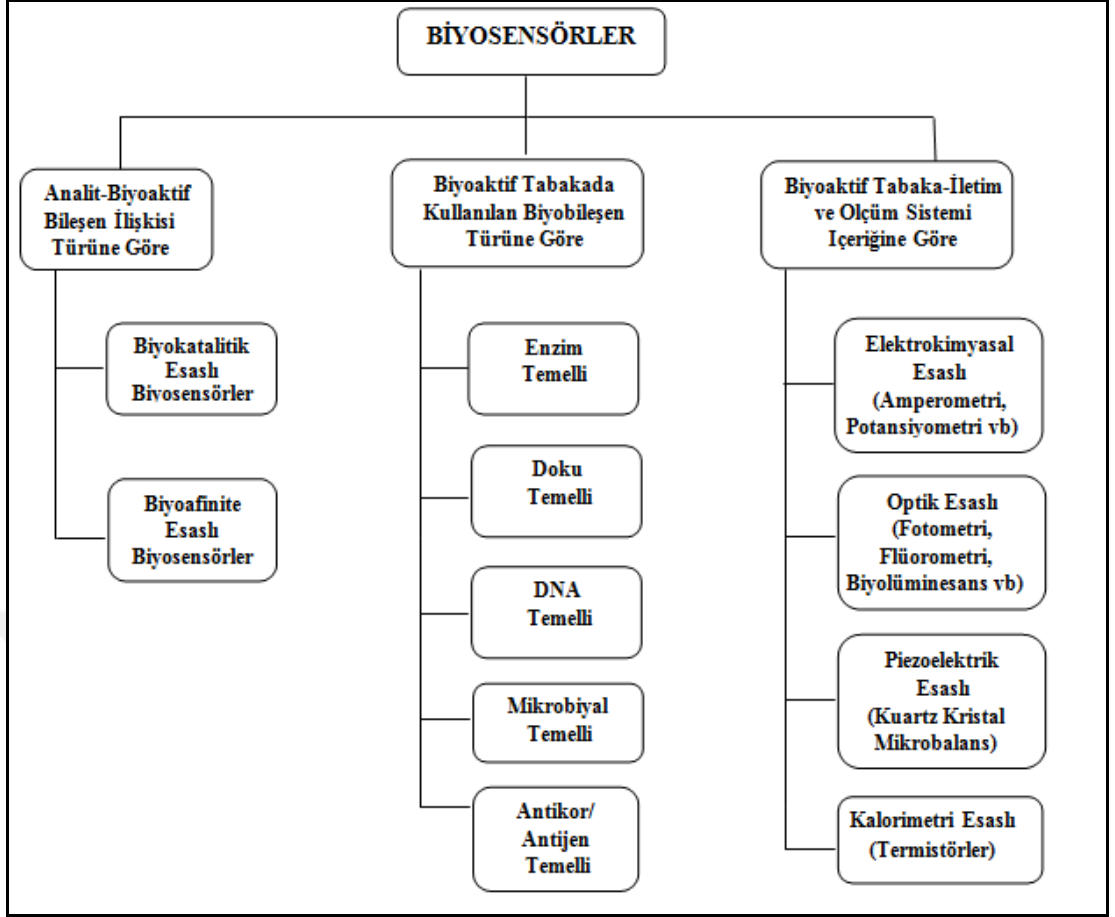 BİYOSENSÖRLER
Analit-Biyoaktif
Bileşen İlişkisi
Türüne Göre
Biyokatalitik
Esaslı
Biyosensörler
Biyoafinite
Esaslı
Biyosensörler
Biyoaktif Tabakada
Kullanılan Biyobileşen
Türüne Göre
Enzim
Temelli
Doku
Temelli
DNA
Temelli
Mikrobiyal
Temelli
Antikor/
Antijen
Temelli
Biyoaktif Tabaka-İletim
ve Olçüm Sistemi
Içeriğine Göre
Elektrokimyasal
Esaslı
(Amperometri,
Potansiyometri vb)
Optik Esaslı
(Fotometri,
Flüorometri,
Biyolüminesans vb)
Piezoelektrik
Esaslı
(Kuartz Kristal
Mikrobalans)
Kalorimetri Esaslı
(Termistörler)